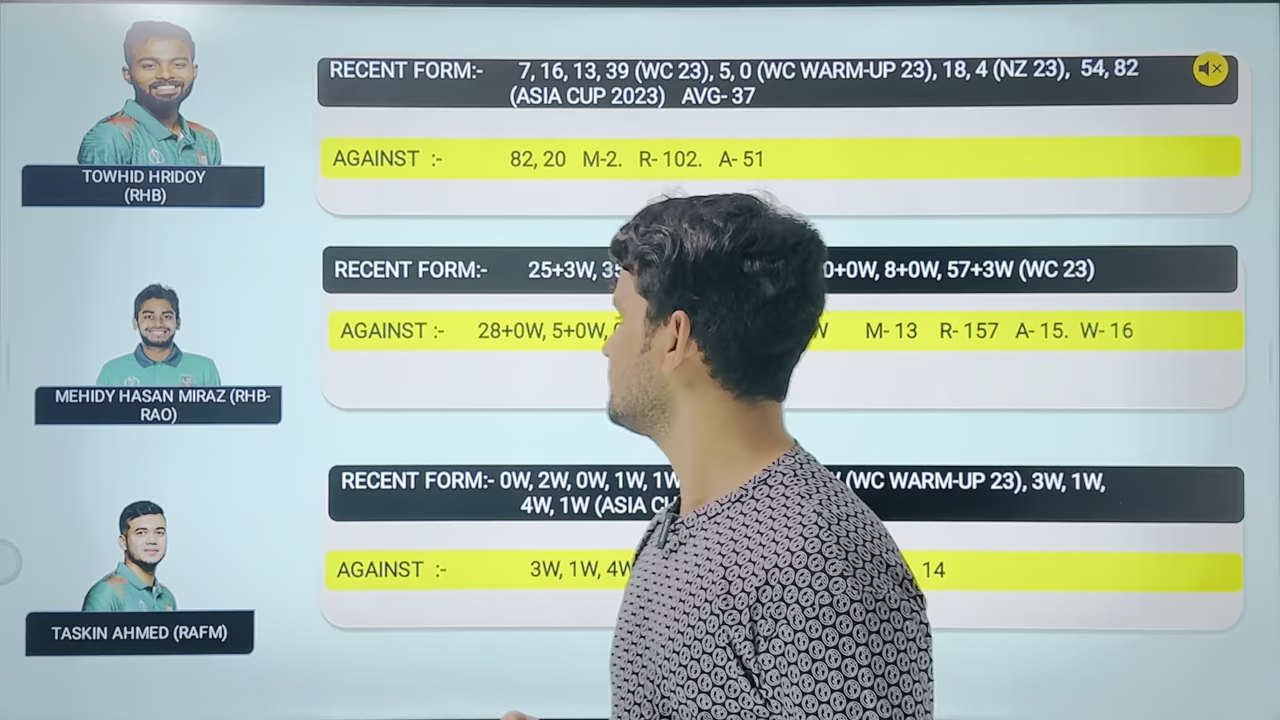 RECENT FORM:- 7, 16, 13, 39 (WC 23), 5, 0 (WC WARM-UP 23), 18, 4 (NZ 23), 54, 82
(ASIA CUP 2023) AVG- 37
AGAINST :- 82, 20 M-2. R- 102. A- 51
TOWHID HRIDOY
(RHB)
RECENT FORM:- 25+3W, +0W, 8+0W, 57+3W (WC 23)
AGAINST :- 28+0W, 5+0W, M- 13 R- 157 A- 15. W- 16
MEHIDY HASAN MIRAZ (RHB-
RAO)
RECENT FORM:- 0W, 2W, 0W, 1W, (WC WARM-UP 23), 3W, 1W,
4W, 1W (ASIA
AGAINST :- 3W, 1W, 14
TASKIN AHMED (RAFM)